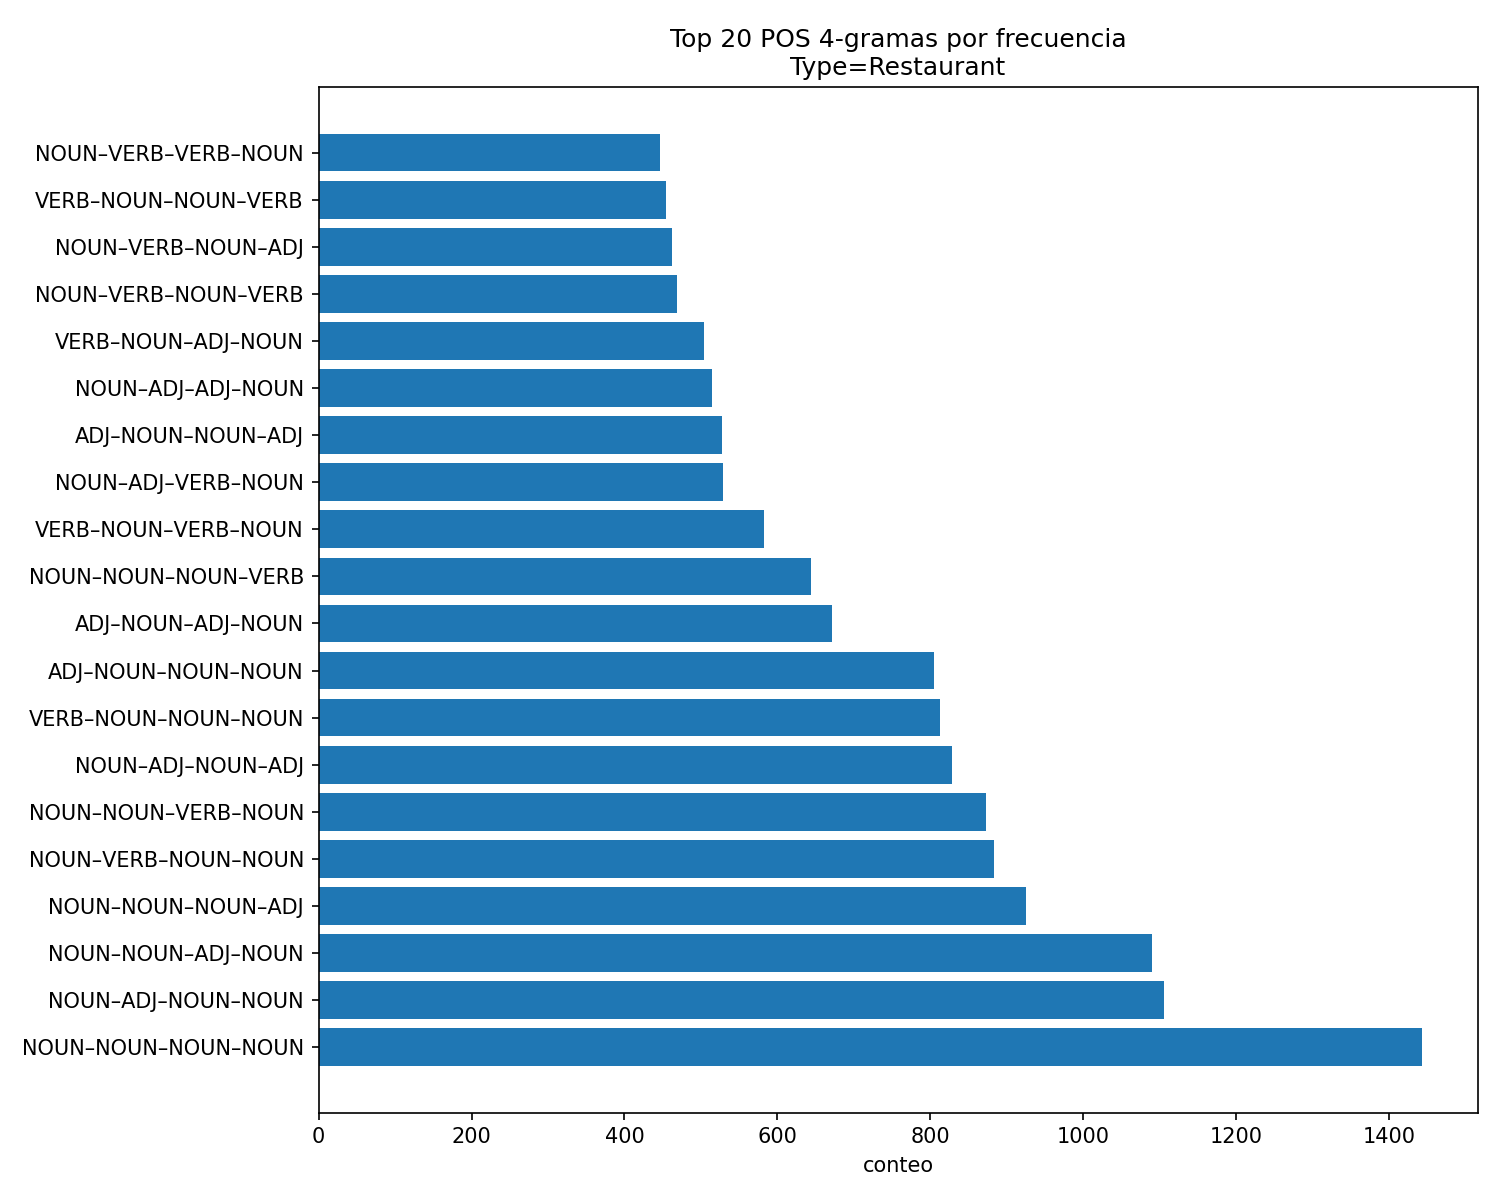 Top 20 POS 4-gramas por frecuencia
Type=Restaurant
NOUN–VERB–VERB–NOUN
VERB–NOUN–NOUN–VERB
NOUN–VERB–NOUN–ADJ
NOUN–VERB–NOUN–VERB
VERB–NOUN–ADJ–NOUN
NOUN–ADJ–ADJ–NOUN
ADJ–NOUN–NOUN–ADJ
NOUN–ADJ–VERB–NOUN
VERB–NOUN–VERB–NOUN
NOUN–NOUN–NOUN–VERB
ADJ–NOUN–ADJ–NOUN
ADJ–NOUN–NOUN–NOUN
VERB–NOUN–NOUN–NOUN
NOUN–ADJ–NOUN–ADJ
NOUN–NOUN–VERB–NOUN
NOUN–VERB–NOUN–NOUN
NOUN–NOUN–NOUN–ADJ
NOUN–NOUN–ADJ–NOUN
NOUN–ADJ–NOUN–NOUN
NOUN–NOUN–NOUN–NOUN
0 200 400 600 800 1000 1200 1400
conteo